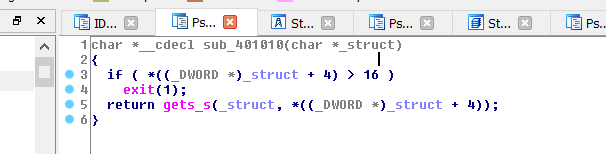 ID... Ps... St... Ps... St... Ps...
1 char *__cdecl sub_401010(char *_struct)
2 {
3 if ( *((_DWORD *)_struct + 4) > 16 )
4 exit(1);
5 return gets_s(_struct, *((_DWORD *)_struct + 4));
6 }